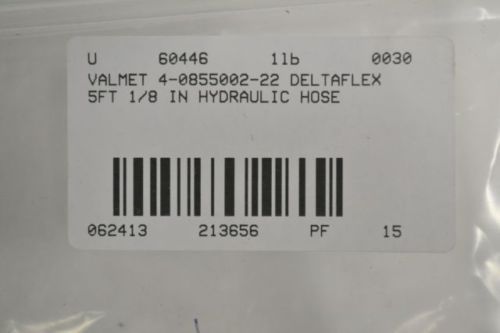 U 60446 1lb 0030
VALMET 4-0855002-22 DELTAFLEX
5FT 1/8 IN HYDRAULIC HOSE
062413 213656 PF 15